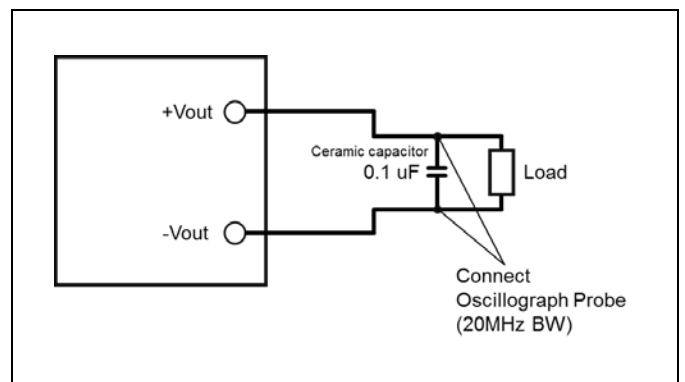 +Vout
Ceramic capacitor
0.1 uF
Load
-Vout
Connect
Oscillograph Probe
(20MHz BW)